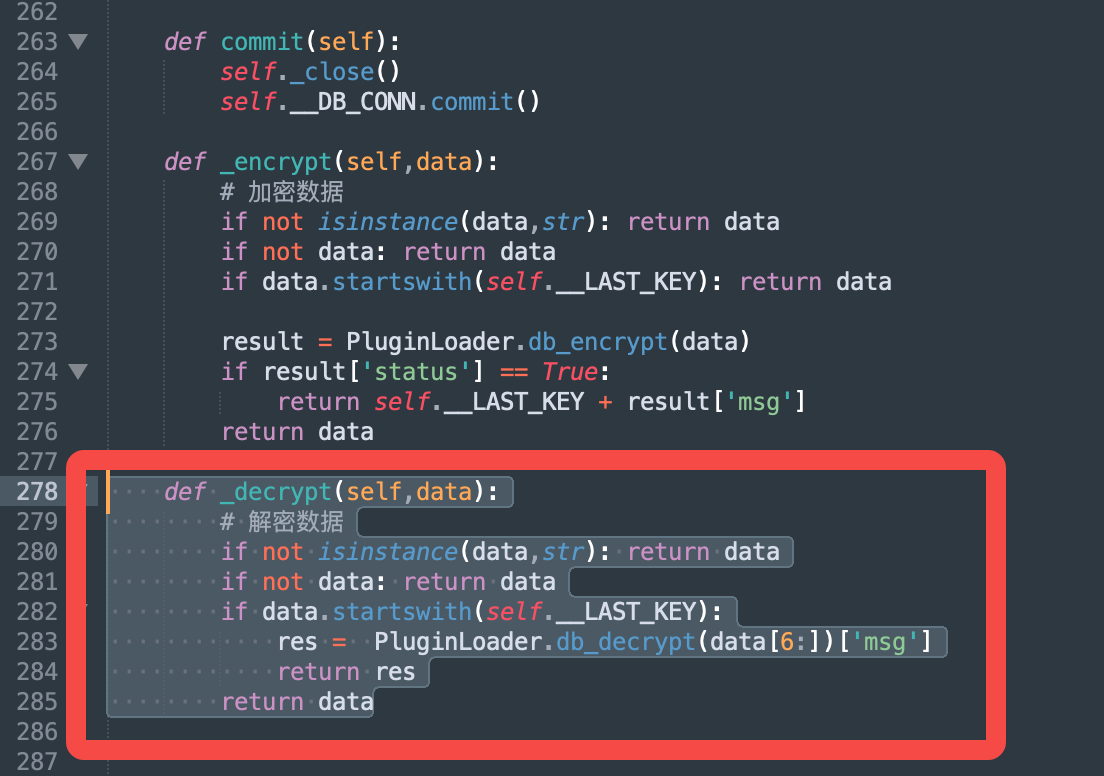 262
263 def commit(self):
264 self._close()
265 self.__DB_CONN.commit()
266
267 def _encrypt(self,data):
268 # 加密数据
269 if not isinstance(data,str): return data
270 if not data: return data
271 if data.startswith(self.__LAST_KEY): return data
272
273 result = PluginLoader.db_encrypt(data)
274 if result['status'] == True:
275 return self.__LAST_KEY + result['msg']
276 return data
277
278 def _decrypt(self,data):
279 # 解密数据
280 if not isinstance(data,str): return data
281 if not data: return data
282 if data.startswith(self.__LAST_KEY):
283 res = PluginLoader.db_decrypt(data[6:])['msg']
284 return res
285 return data
286
287